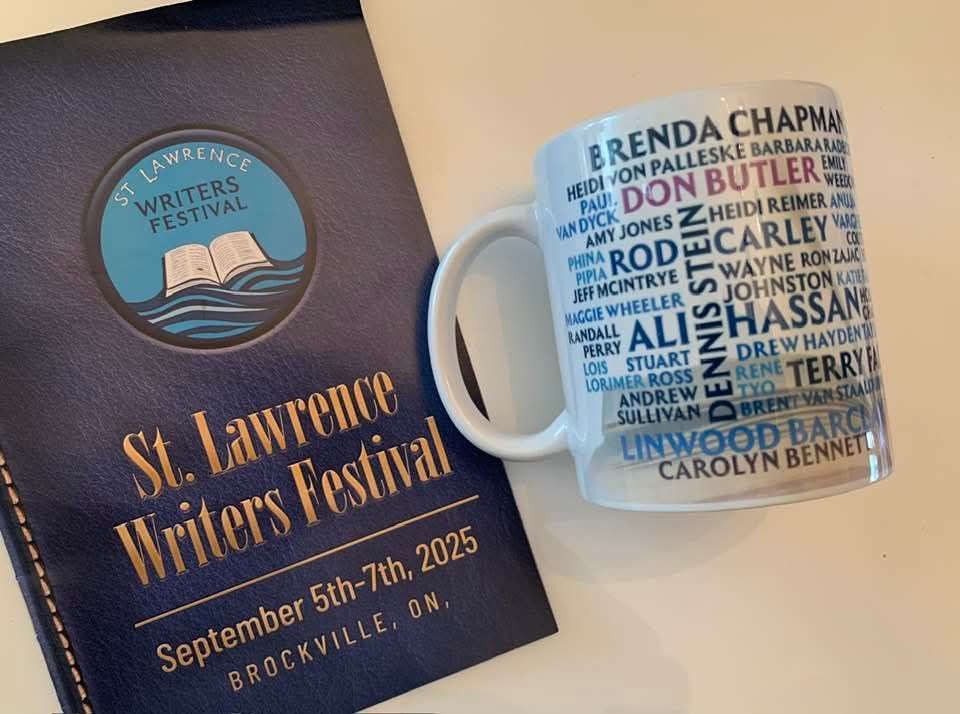 ST LAWRENCE
WRITERS
FESTIVAL
St. Lawrence
Writers Festival
September 5th-7th, 2025
BROCKVILLE, ON,
BRENDA CHAPMAN
HEIDI VON PALLESKE BARBARA
PAUL
VAN DYCK
DON BUTLER
EMILY
AMY JONES
HEIDI REIMER
PHINA
PIPIA
ROD
CARLEY
JEFF MCINTRYE
WAYNE RON ZAJAC
MAGGIE WHEELER
JOHNSTON
RANDALL
PERRY
ALI
HASSAN
DENNIS STEIN
DREW HAYDEN
LOIS
LORIMER
STUART
ROSS
RENE
TYO
TERRY
ANDREW
SULLIVAN
BRENT VAN
LINWOOD
CAROLYN BENNETT